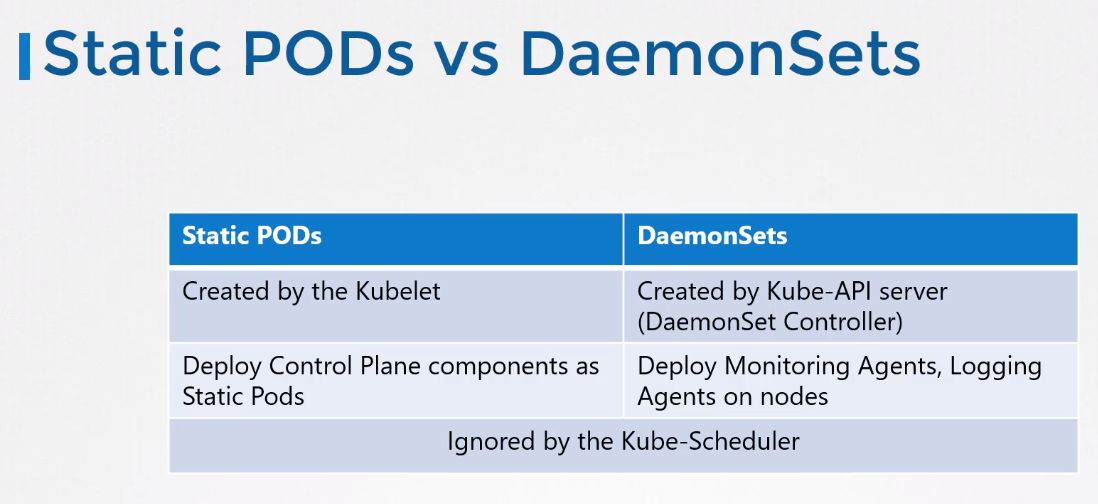 Static PODs vs DaemonSets
Static PODs
DaemonSets
Created by the Kubelet
Created by Kube-API server
(DaemonSet Controller)
Deploy Control Plane components as
Static Pods
Deploy Monitoring Agents, Logging
Agents on nodes
Ignored by the Kube-Scheduler